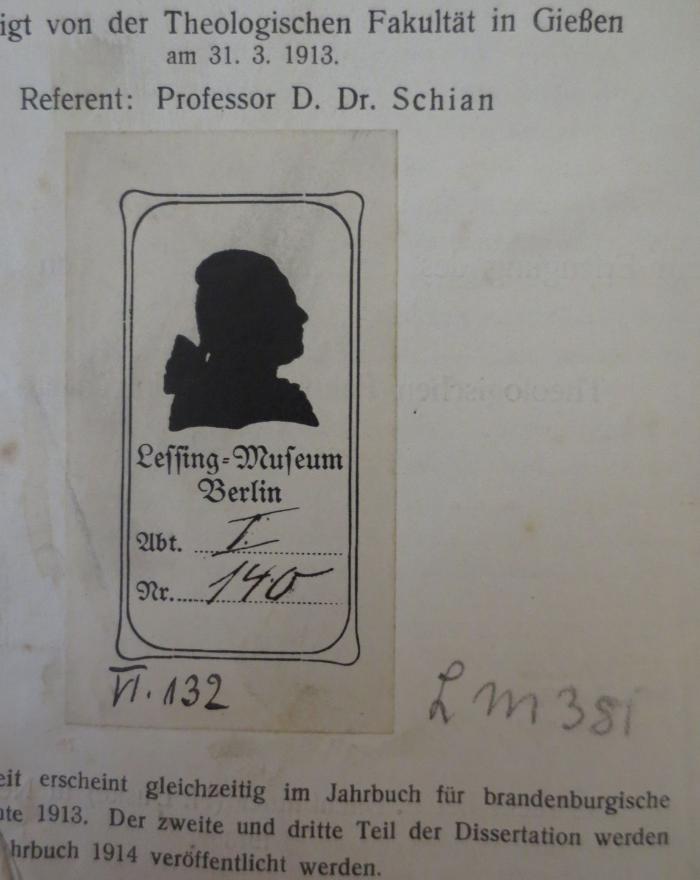 igt von der Theologischen Fakultät in Gießen
am 31. 3. 1913.
Referent: Professor D. Dr. Schian
Leſſing-Muſeum
Berlin
Abt. I.
Nr. 140
VI. 132
L M 381
eit erscheint gleichzeitig im Jahrbuch für brandenburgische
te 1913. Der zweite und dritte Teil der Dissertation werden
hrbuch 1914 veröffentlicht werden.